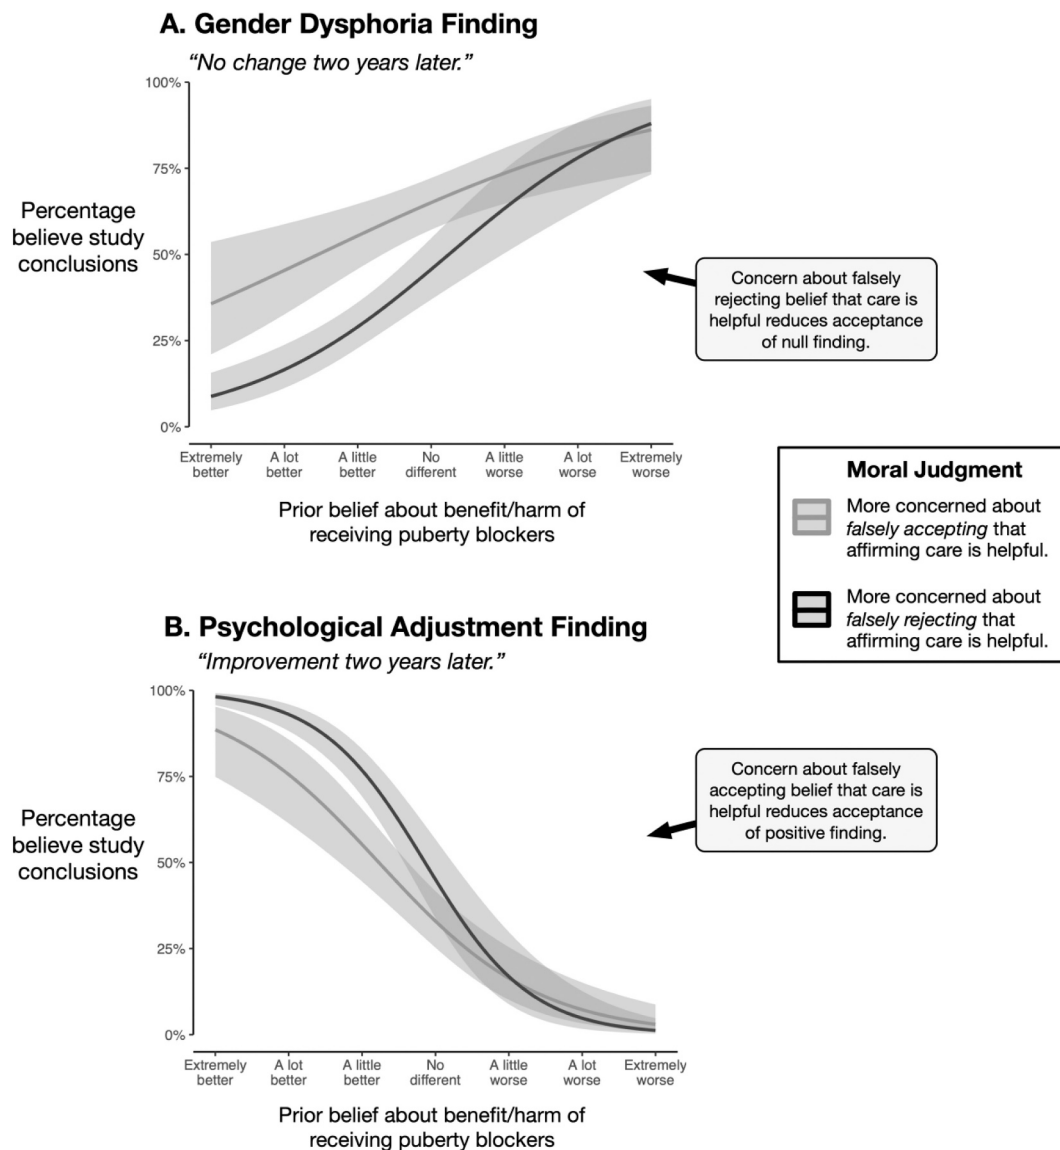 A. Gender Dysphoria Finding
“No change two years later.”
100%
75%
Percentage
believe study
conclusions
50%
25%
0%
Extremely
better
A lot
better
A little
better
No
different
A little
worse
A lot
worse
Extremely
worse
Prior belief about benefit/harm of
receiving puberty blockers
Concern about falsely
rejecting belief that care is
helpful reduces acceptance
of null finding.
Moral Judgment
More concerned about
falsely accepting that
affirming care is helpful.
More concerned about
falsely rejecting that
affirming care is helpful.
B. Psychological Adjustment Finding
“Improvement two years later.”
100%
75%
Percentage
believe study
conclusions
50%
25%
0%
Extremely
better
A lot
better
A little
better
No
different
A little
worse
A lot
worse
Extremely
worse
Prior belief about benefit/harm of
receiving puberty blockers
Concern about falsely
accepting belief that care is
helpful reduces acceptance
of positive finding.